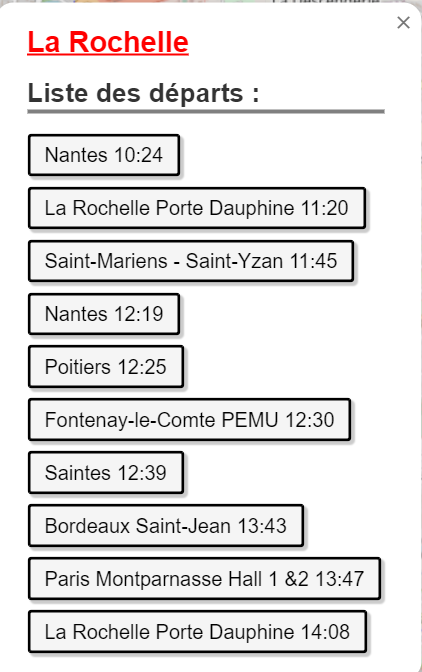 La Rochelle
Liste des départs :
Nantes 10:24
La Rochelle Porte Dauphine 11:20
Saint-Mariens - Saint-Yzan 11:45
Nantes 12:19
Poitiers 12:25
Fontenay-le-Comte PEMU 12:30
Saintes 12:39
Bordeaux Saint-Jean 13:43
Paris Montparnasse Hall 1 &2 13:47
La Rochelle Porte Dauphine 14:08